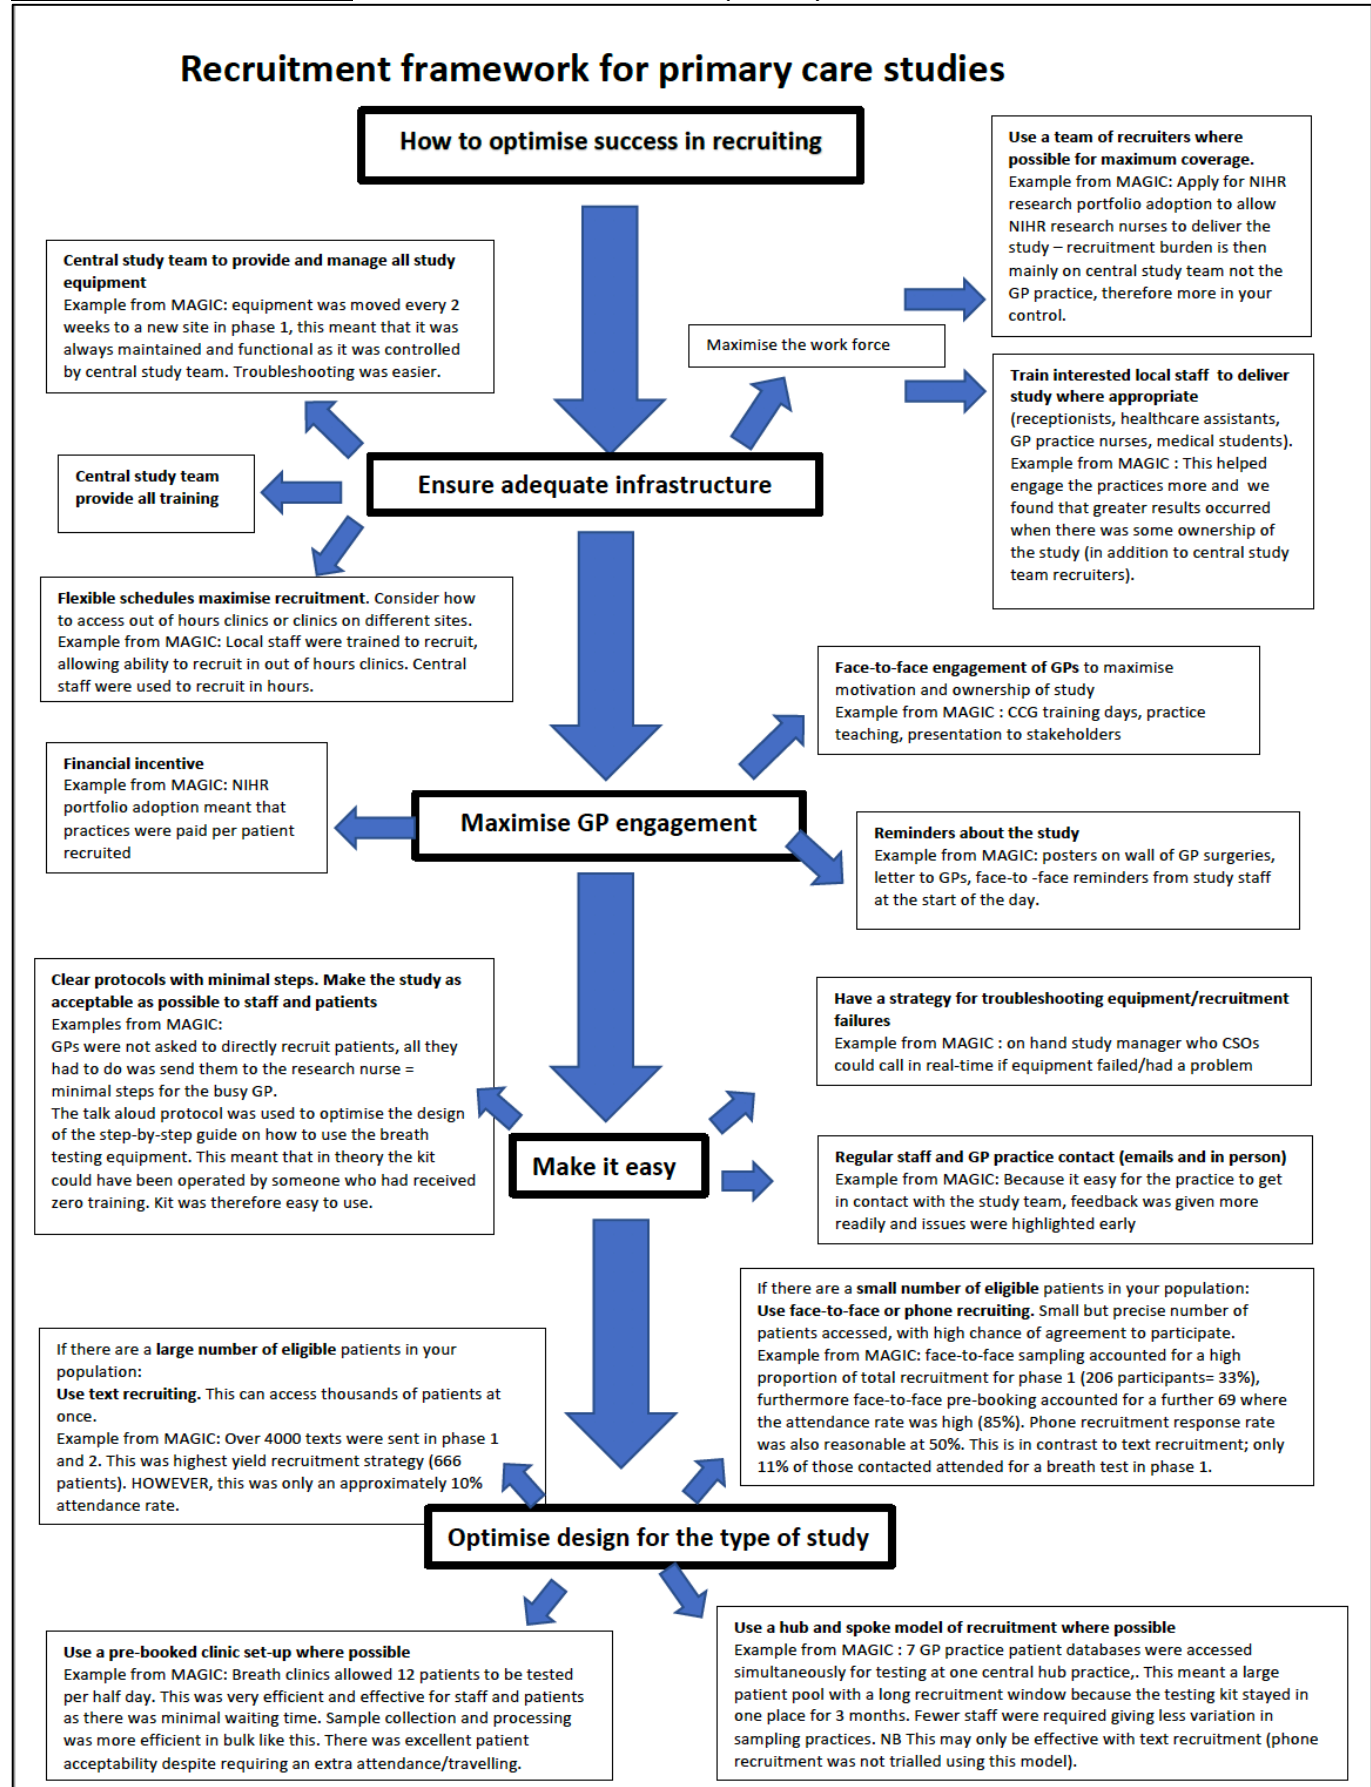 Recruitment framework for primary care studies
How to optimise success in recruiting
Use a team of recruiters where
possible for maximum coverage.
Example from MAGIC: Apply for NIHR
research portfolio adoption to allow
NIHR research nurses to deliver the
study – recruitment burden is then
mainly on central study team not the
GP practice, therefore more in your
control.
Central study team to provide and manage all study
equipment
Example from MAGIC: equipment was moved every 2
weeks to a new site in phase 1, this meant that it was
always maintained and functional as it was controlled
by central study team. Troubleshooting was easier.
Maximise the work force
Train interested local staff to deliver
study where appropriate
(receptionists, healthcare assistants,
GP practice nurses, medical students).
Example from MAGIC : This helped
engage the practices more and we
found that greater results occurred
when there was some ownership of
the study (in addition to central study
team recruiters).
Central study team
provide all training
Ensure adequate infrastructure
Flexible schedules maximise recruitment. Consider how
to access out of hours clinics or clinics on different sites.
Example from MAGIC: Local staff were trained to recruit,
allowing ability to recruit in out of hours clinics. Central
staff were used to recruit in hours.
Face-to-face engagement of GPs to maximise
motivation and ownership of study
Example from MAGIC : CCG training days, practice
teaching, presentation to stakeholders
Financial incentive
Example from MAGIC: NIHR
portfolio adoption meant that
practices were paid per patient
recruited
Maximise GP engagement
Reminders about the study
Example from MAGIC: posters on wall of GP surgeries,
letter to GPs, face-to -face reminders from study staff
at the start of the day.
Clear protocols with minimal steps. Make the study as
acceptable as possible to staff and patients
Examples from MAGIC:
GPs were not asked to directly recruit patients, all they
had to do was send them to the research nurse =
minimal steps for the busy GP.
The talk aloud protocol was used to optimise the design
of the step-by-step guide on how to use the breath
testing equipment. This meant that in theory the kit
could have been operated by someone who had received
zero training. Kit was therefore easy to use.
Have a strategy for troubleshooting equipment/recruitment
failures
Example from MAGIC : on hand study manager who CSOs
could call in real-time if equipment failed/had a problem
Make it easy
Regular staff and GP practice contact (emails and in person)
Example from MAGIC: Because it easy for the practice to get
in contact with the study team, feedback was given more
readily and issues were highlighted early
If there are a large number of eligible patients in your
population:
Use text recruiting. This can access thousands of patients at
once.
Example from MAGIC: Over 4000 texts were sent in phase 1
and 2. This was highest yield recruitment strategy (666
patients). HOWEVER, this was only an approximately 10%
attendance rate.
If there are a small number of eligible patients in your population:
Use face-to-face or phone recruiting. Small but precise number of
patients accessed, with high chance of agreement to participate.
Example from MAGIC: face-to-face sampling accounted for a high
proportion of total recruitment for phase 1 (206 participants= 33%),
furthermore face-to-face pre-booking accounted for a further 69 where
the attendance rate was high (85%). Phone recruitment response rate
was also reasonable at 50%. This is in contrast to text recruitment; only
11% of those contacted attended for a breath test in phase 1.
Optimise design for the type of study
Use a pre-booked clinic set-up where possible
Example from MAGIC: Breath clinics allowed 12 patients to be tested
per half day. This was very efficient and effective for staff and patients
as there was minimal waiting time. Sample collection and processing
was more efficient in bulk like this. There was excellent patient
acceptability despite requiring an extra attendance/travelling.
Use a hub and spoke model of recruitment where possible
Example from MAGIC : 7 GP practice patient databases were accessed
simultaneously for testing at one central hub practice,. This meant a large
patient pool with a long recruitment window because the testing kit stayed in
one place for 3 months. Fewer staff were required giving less variation in
sampling practices. NB This may only be effective with text recruitment (phone
recruitment was not trialled using this model).